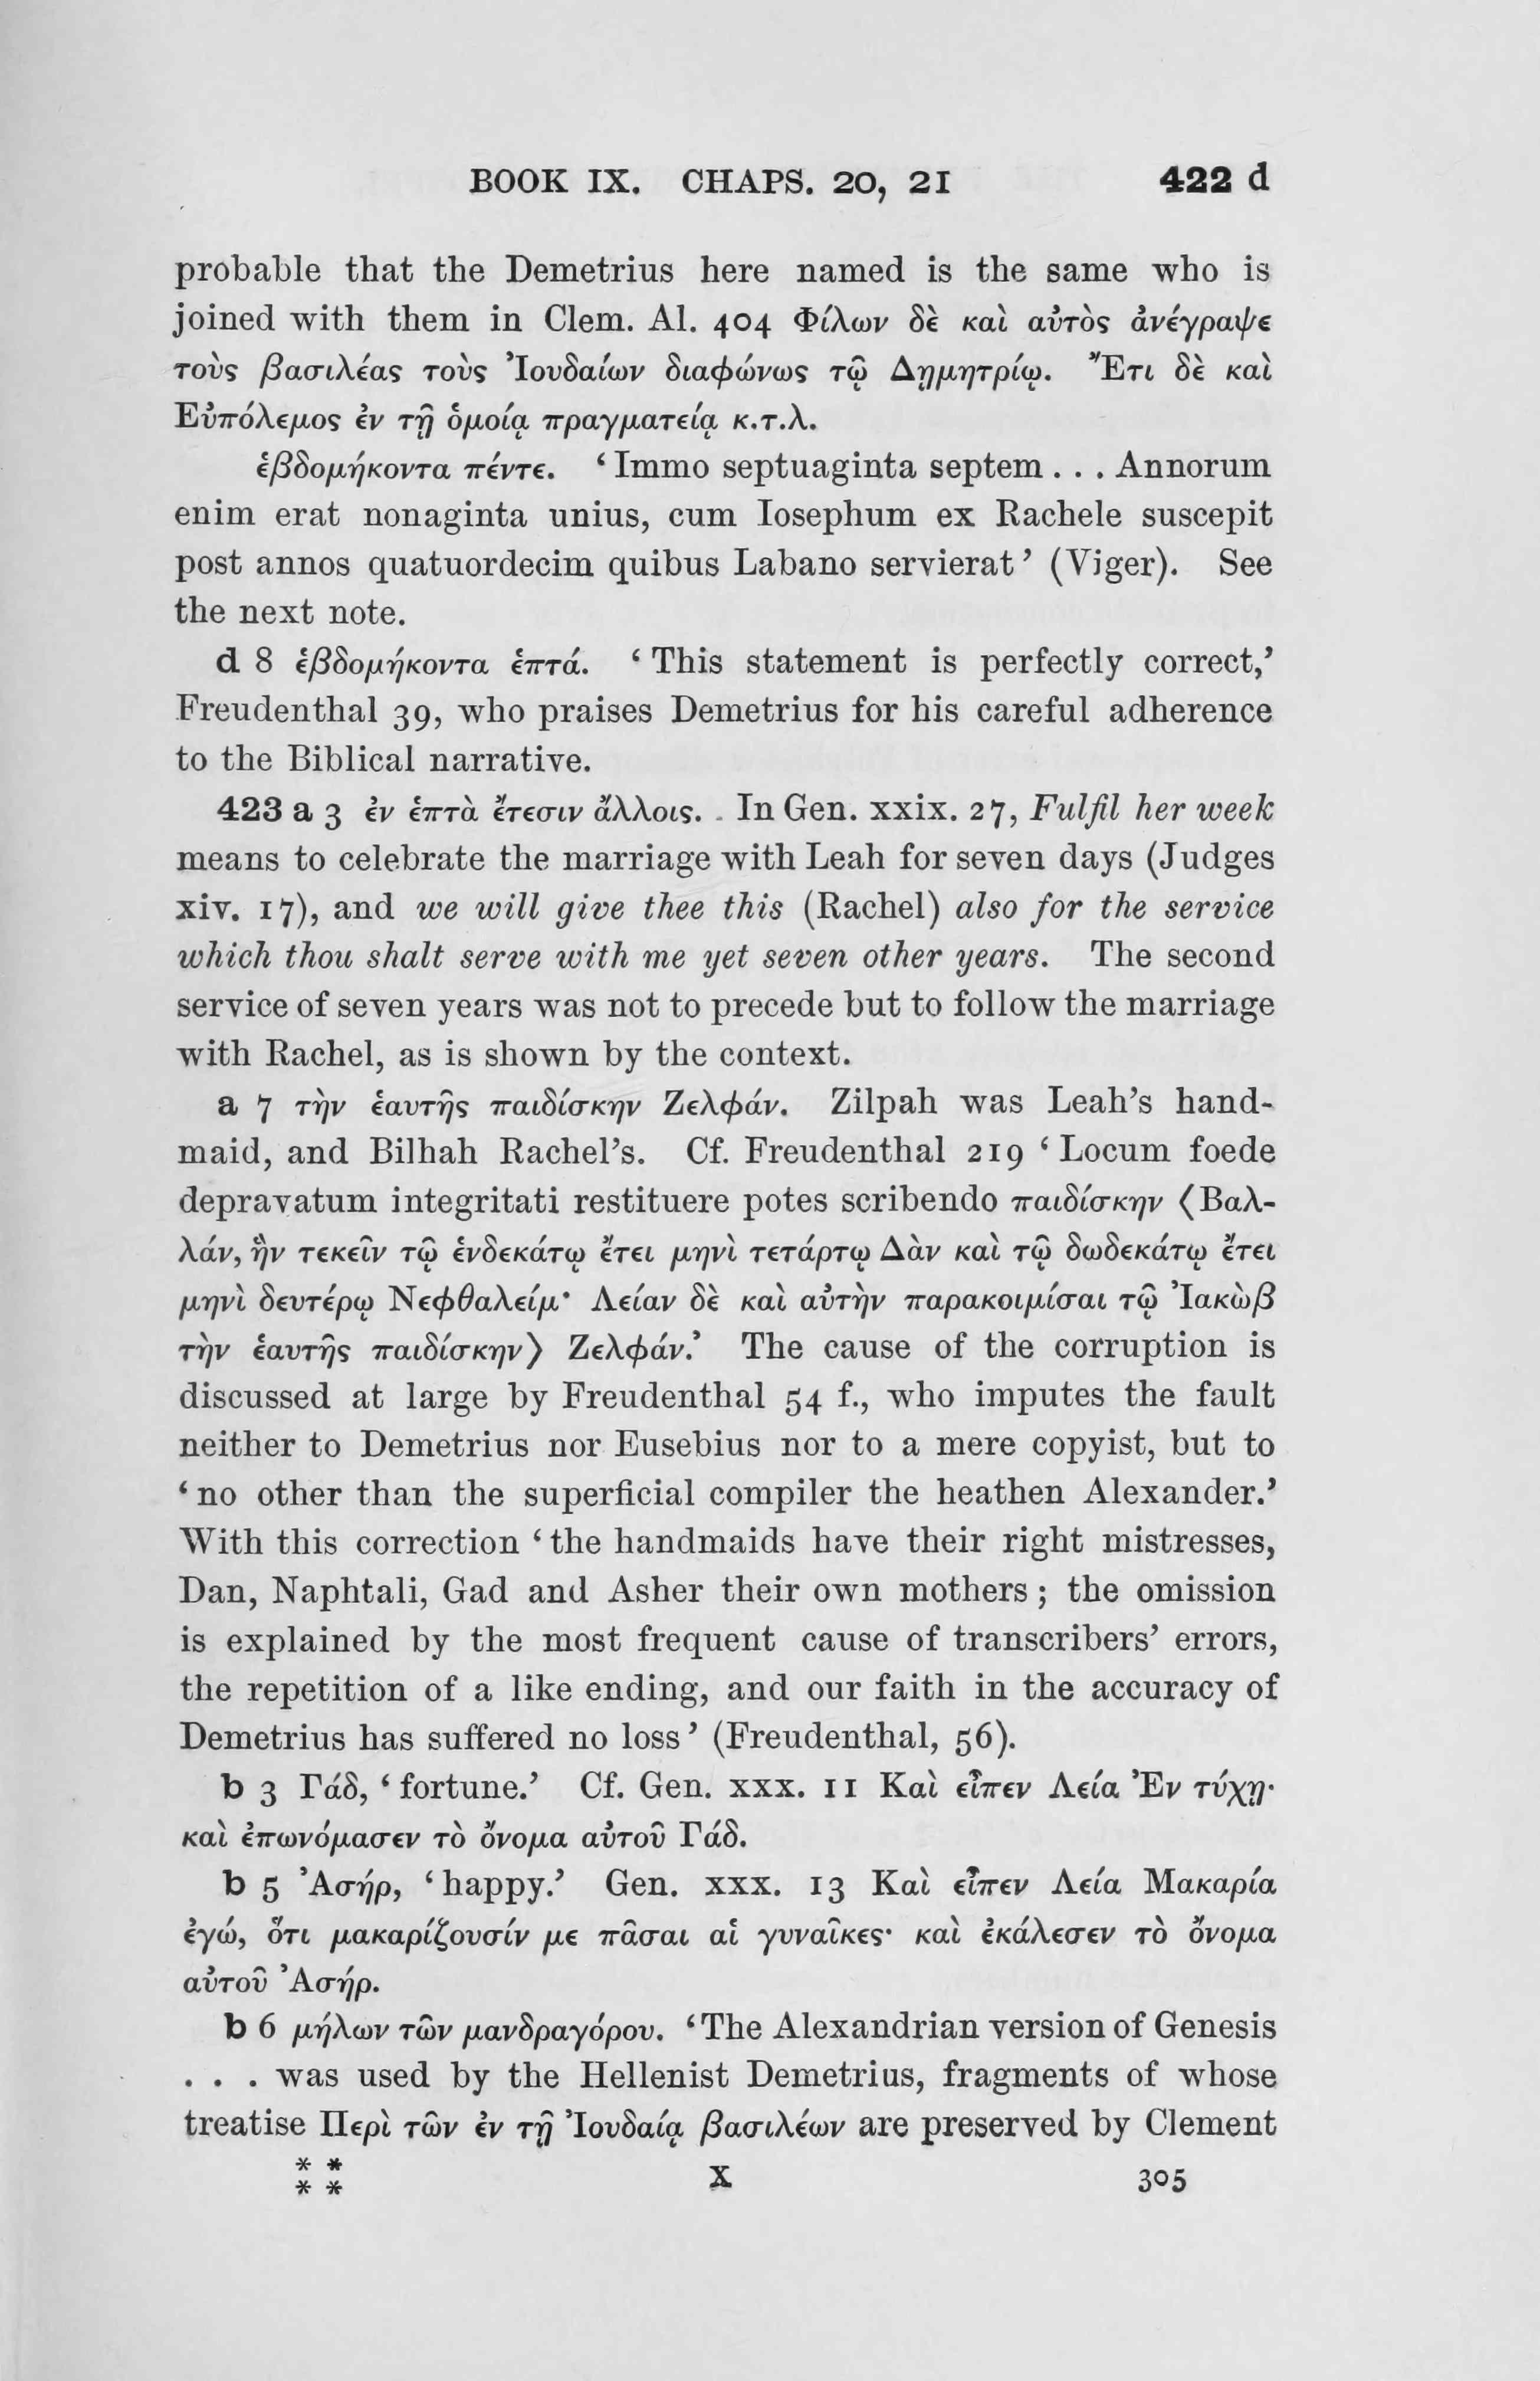 BOOK IX. CHAPS. 20, 21 422 d
probable that the Demetrius here named is the same who is
joined with them in Clem. Al. 404 Φίλων δὲ καὶ αὐτὸς ἀνέγραψε
τοὺς βασιλέας τοὺς Ἰουδαίων διαφώνως τῷ Δῃμητρίῳ. Ἔτι δὲ καὶ
Εὐπόλεμος ἐν τῇ ὁμοίᾳ πραγματείᾳ κ.τ.λ.
ἑβδομήκοντα πέντε. ‘Immo septuaginta septem . . . Annorum
enim erat nonaginta unius, cum Iosephum ex Rachele suscepit
post annos quatuordecim quibus Labano servierat’ (Viger). See
the next note.
d 8 ἑβδομήκοντα ἑπτά. ‘This statement is perfectly correct,’
Freudenthal 39, who praises Demetrius for his careful adherence
to the Biblical narrative.
423 a 3 ἐν ἑπτὰ ἔτεσιν ἄλλοις. In Gen. xxix. 27, Fulfil her week
means to celebrate the marriage with Leah for seven days (Judges
xiv. 17), and we will give thee this (Rachel) also for the service
which thou shalt serve with me yet seven other years. The second
service of seven years was not to precede but to follow the marriage
with Rachel, as is shown by the context.
a 7 τὴν ἑαυτῆς παιδίσκην Ζελφάν. Zilpah was Leah’s hand-
maid, and Bilhah Rachel’s. Cf. Freudenthal 219 ‘Locum foede
depravatum integritati restituere potes scribendo παιδίσκην ⟨Βαλ-
λάν, ἣν τεκεῖν τῷ ἑνδεκάτῳ ἔτει μηνὶ τετάρτῳ Δὰν καὶ τῷ δωδεκάτῳ ἔτει
μηνὶ δευτέρῳ Νεφθαλείμ· Λείαν δὲ καὶ αὐτὴν παρακοιμίσαι τῷ Ἰακὼβ
τὴν ἑαυτῆς παιδίσκην⟩ Ζελφάν.’ The cause of the corruption is
discussed at large by Freudenthal 54 f., who imputes the fault
neither to Demetrius nor Eusebius nor to a mere copyist, but to
‘no other than the superficial compiler the heathen Alexander.’
With this correction ‘the handmaids have their right mistresses,
Dan, Naphtali, Gad and Asher their own mothers; the omission
is explained by the most frequent cause of transcribers’ errors,
the repetition of a like ending, and our faith in the accuracy of
Demetrius has suffered no loss’ (Freudenthal, 56).
b 3 Γάδ, ‘fortune.’ Cf. Gen. xxx. 11 Καὶ εἶπεν Λεία Ἐν τύχῃ·
καὶ ἐπωνόμασεν τὸ ὄνομα αὐτοῦ Γάδ.
b 5 Ἀσήρ, ‘happy.’ Gen. xxx. 13 Καὶ εἶπεν Λεία Μακαρία
ἐγώ, ὅτι μακαρίζουσίν με πᾶσαι αἱ γυναῖκες· καὶ ἐκάλεσεν τὸ ὄνομα
αὐτοῦ Ἀσήρ.
b 6 μήλων τῶν μανδραγόρου. ‘The Alexandrian version of Genesis
. . . was used by the Hellenist Demetrius, fragments of whose
treatise Περὶ τῶν ἐν τῇ Ἰουδαίᾳ βασιλέων are preserved by Clement
* * X 305
* *